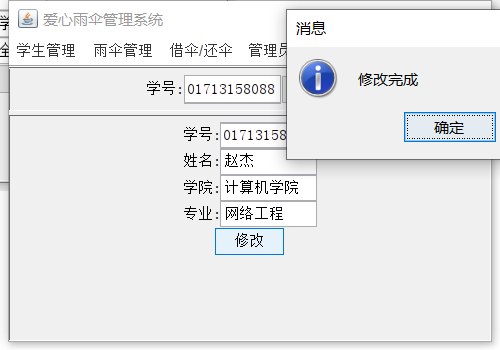 爱心雨伞管理系统
学生管理 雨伞管理 借伞/还伞 管理员
学号:01713158088
消息
修改完成
确定
学号:01713158
姓名:赵杰
学院:计算机学院
专业:网络工程
修改